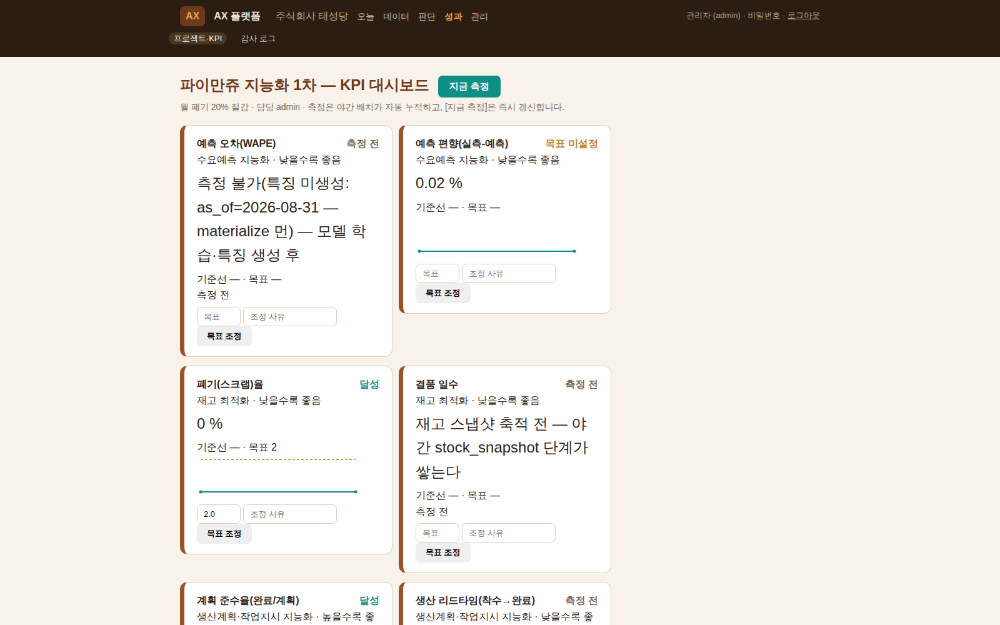 AX AX 플랫폼 주식회사 태성당 오늘 데이터 판단 성과 관리 관리자 (admin) · 비밀번호 · 로그아웃
프로젝트·KPI 감사 로그
파이만쥬 지능화 1차 — KPI 대시보드 지금 측정
월 폐기 20% 절감 · 담당 admin · 측정은 야간 배치가 자동 누적하고, [지금 측정]은 즉시 갱신합니다.
예측 오차(WAPE) 측정 전
수요예측 지능화 · 낮을수록 좋음
측정 불가(특징 미생성:
as_of=2026-08-31 —
materialize 먼) — 모델 학
습·특징 생성 후
기준선 — · 목표 —
측정 전
목표 조정 사유
목표 조정
예측 편향(실측-예측) 목표 미설정
수요예측 지능화 · 낮을수록 좋음
0.02 %
기준선 — · 목표 —
목표 조정 사유
목표 조정
폐기(스크랩)율 달성
재고 최적화 · 낮을수록 좋음
0 %
기준선 — · 목표 2
2.0 조정 사유
목표 조정
결품 일수 측정 전
재고 최적화 · 낮을수록 좋음
재고 스냅샷 축적 전 — 야
간 stock_snapshot 단계가
쌓는다
기준선 — · 목표 —
측정 전
목표 조정 사유
목표 조정
계획 준수율(완료/계획) 달성
생산계획·작업지시 지능화 · 높을수록 좋
생산 리드타임(착수→완료) 측정 전
생산계획·작업지시 지능화 · 낮을수록 좋